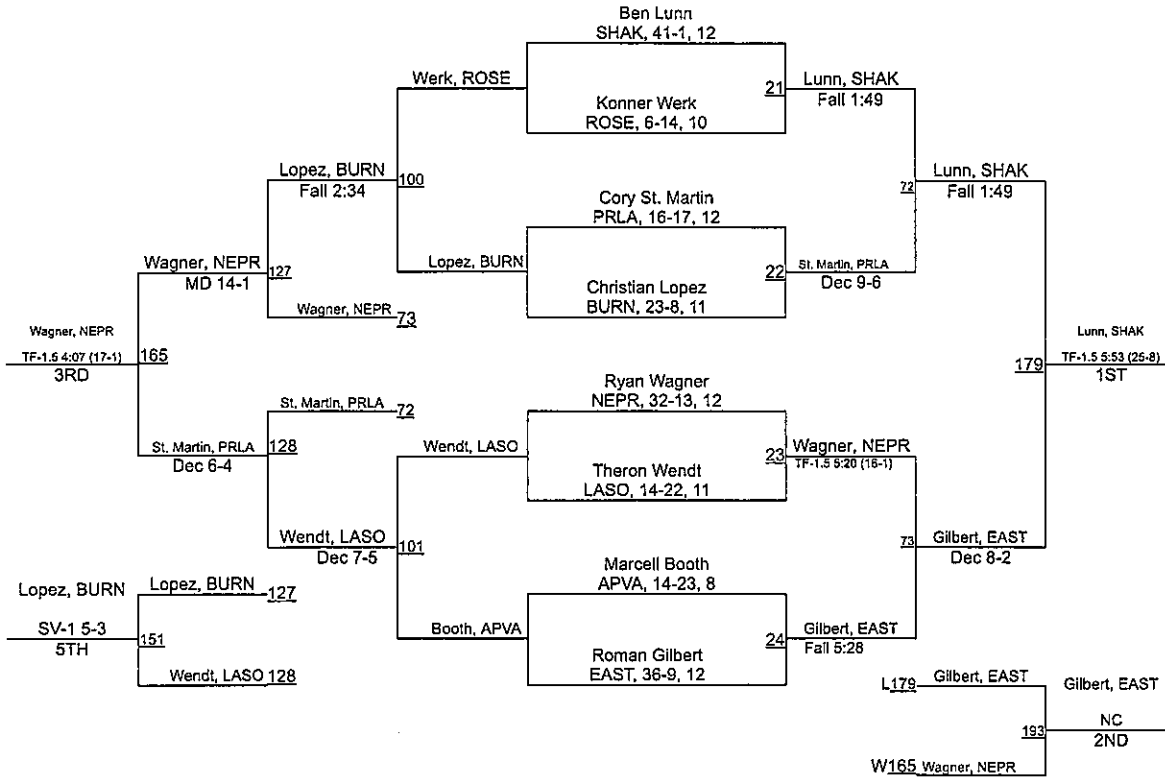 Ben Lunn
SHAK, 41-1, 12
Werk, ROSE
21
Lunn, SHAK
Fall 1:49
Konner Werk
ROSE, 6-14, 10
Lopez, BURN
Fall 2:34
100
Lunn, SHAK
Fall 1:49
72
Cory St. Martin
PRLA, 16-17, 12
Wagner, NEPR
MD 14-1
127
Lopez, BURN
22
St. Martin, PRLA
Dec 9-6
Christian Lopez
BURN, 23-8, 11
Wagner, NEPR
73
Wagner, NEPR
TF-1.5 4:07 (17-1)
3RD
165
179
Lunn, SHAK
TF-1.5 5:53 (25-8)
1ST
Ryan Wagner
NEPR, 32-13, 12
St. Martin, PRLA
72
St. Martin, PRLA
Dec 6-4
128
Wendt, LASO
23
Wagner, NEPR
TF-1.5 5:20 (16-1)
Theron Wendt
LASO, 14-22, 11
Wendt, LASO
Dec 7-5
101
73
Gilbert, EAST
Dec 8-2
Marcell Booth
APVA, 14-23, 8
Lopez, BURN
Lopez, BURN
127
SV-1 5-3
5TH
151
Booth, APVA
24
Gilbert, EAST
Fall 5:28
Roman Gilbert
EAST, 36-9, 12
Wendt, LASO
128
L179
Gilbert, EAST
Gilbert, EAST
193
NC
2ND
W165
Wagner, NEPR